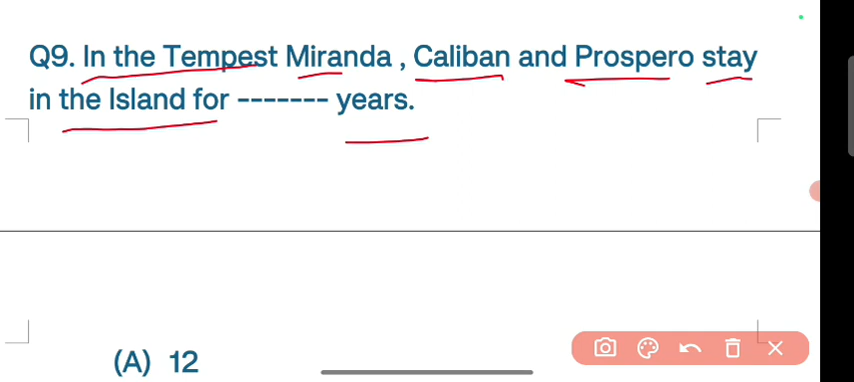 Q9. In the Tempest Miranda , Caliban and Prospero stay
in the Island for ------- years.
(A) 12